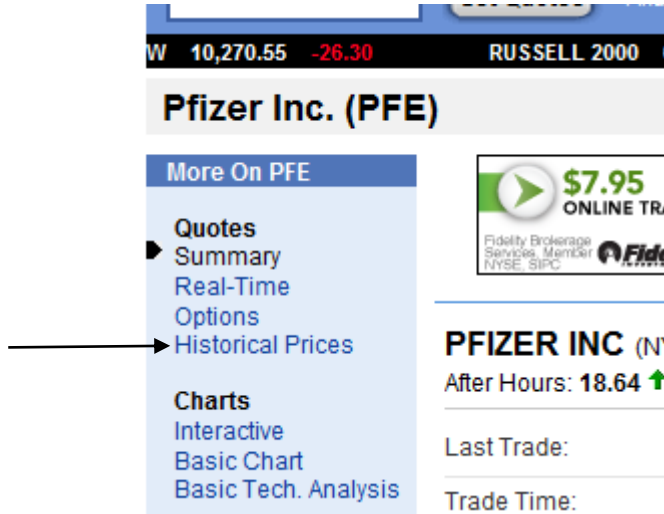 W 10,270.55 -26.30 RUSSELL 2000
Pfizer Inc. (PFE)
More On PFE
Quotes
Summary
Real-Time
Options
Historical Prices
Charts
Interactive
Basic Chart
Basic Tech. Analysis
$7.95
ONLINE TRA
Fidelity Brokerage
Services, Member
NYSE, SIPC
Fide
PFIZER INC (NY
After Hours: 18.64
Last Trade:
Trade Time: